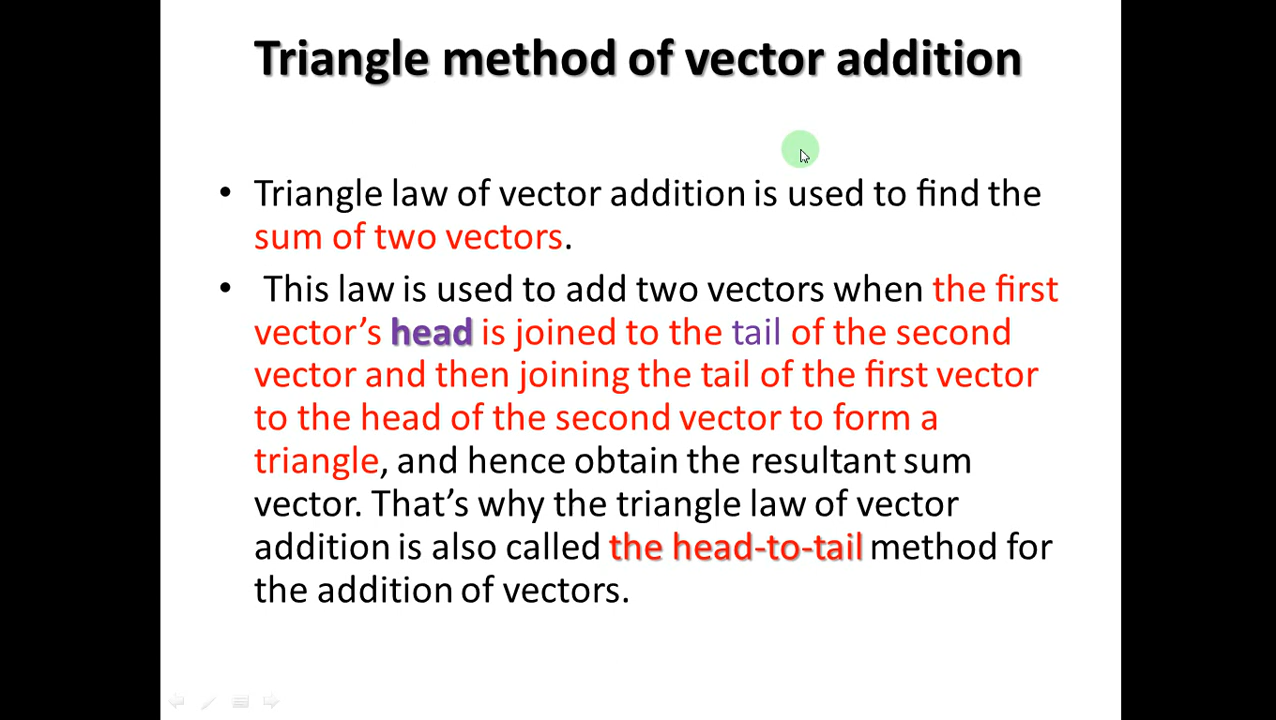 Triangle method of vector addition
• Triangle law of vector addition is used to find the
sum of two vectors.
• This law is used to add two vectors when the first
vector’s head is joined to the tail of the second
vector and then joining the tail of the first vector
to the head of the second vector to form a
triangle, and hence obtain the resultant sum
vector. That’s why the triangle law of vector
addition is also called the head-to-tail method for
the addition of vectors.